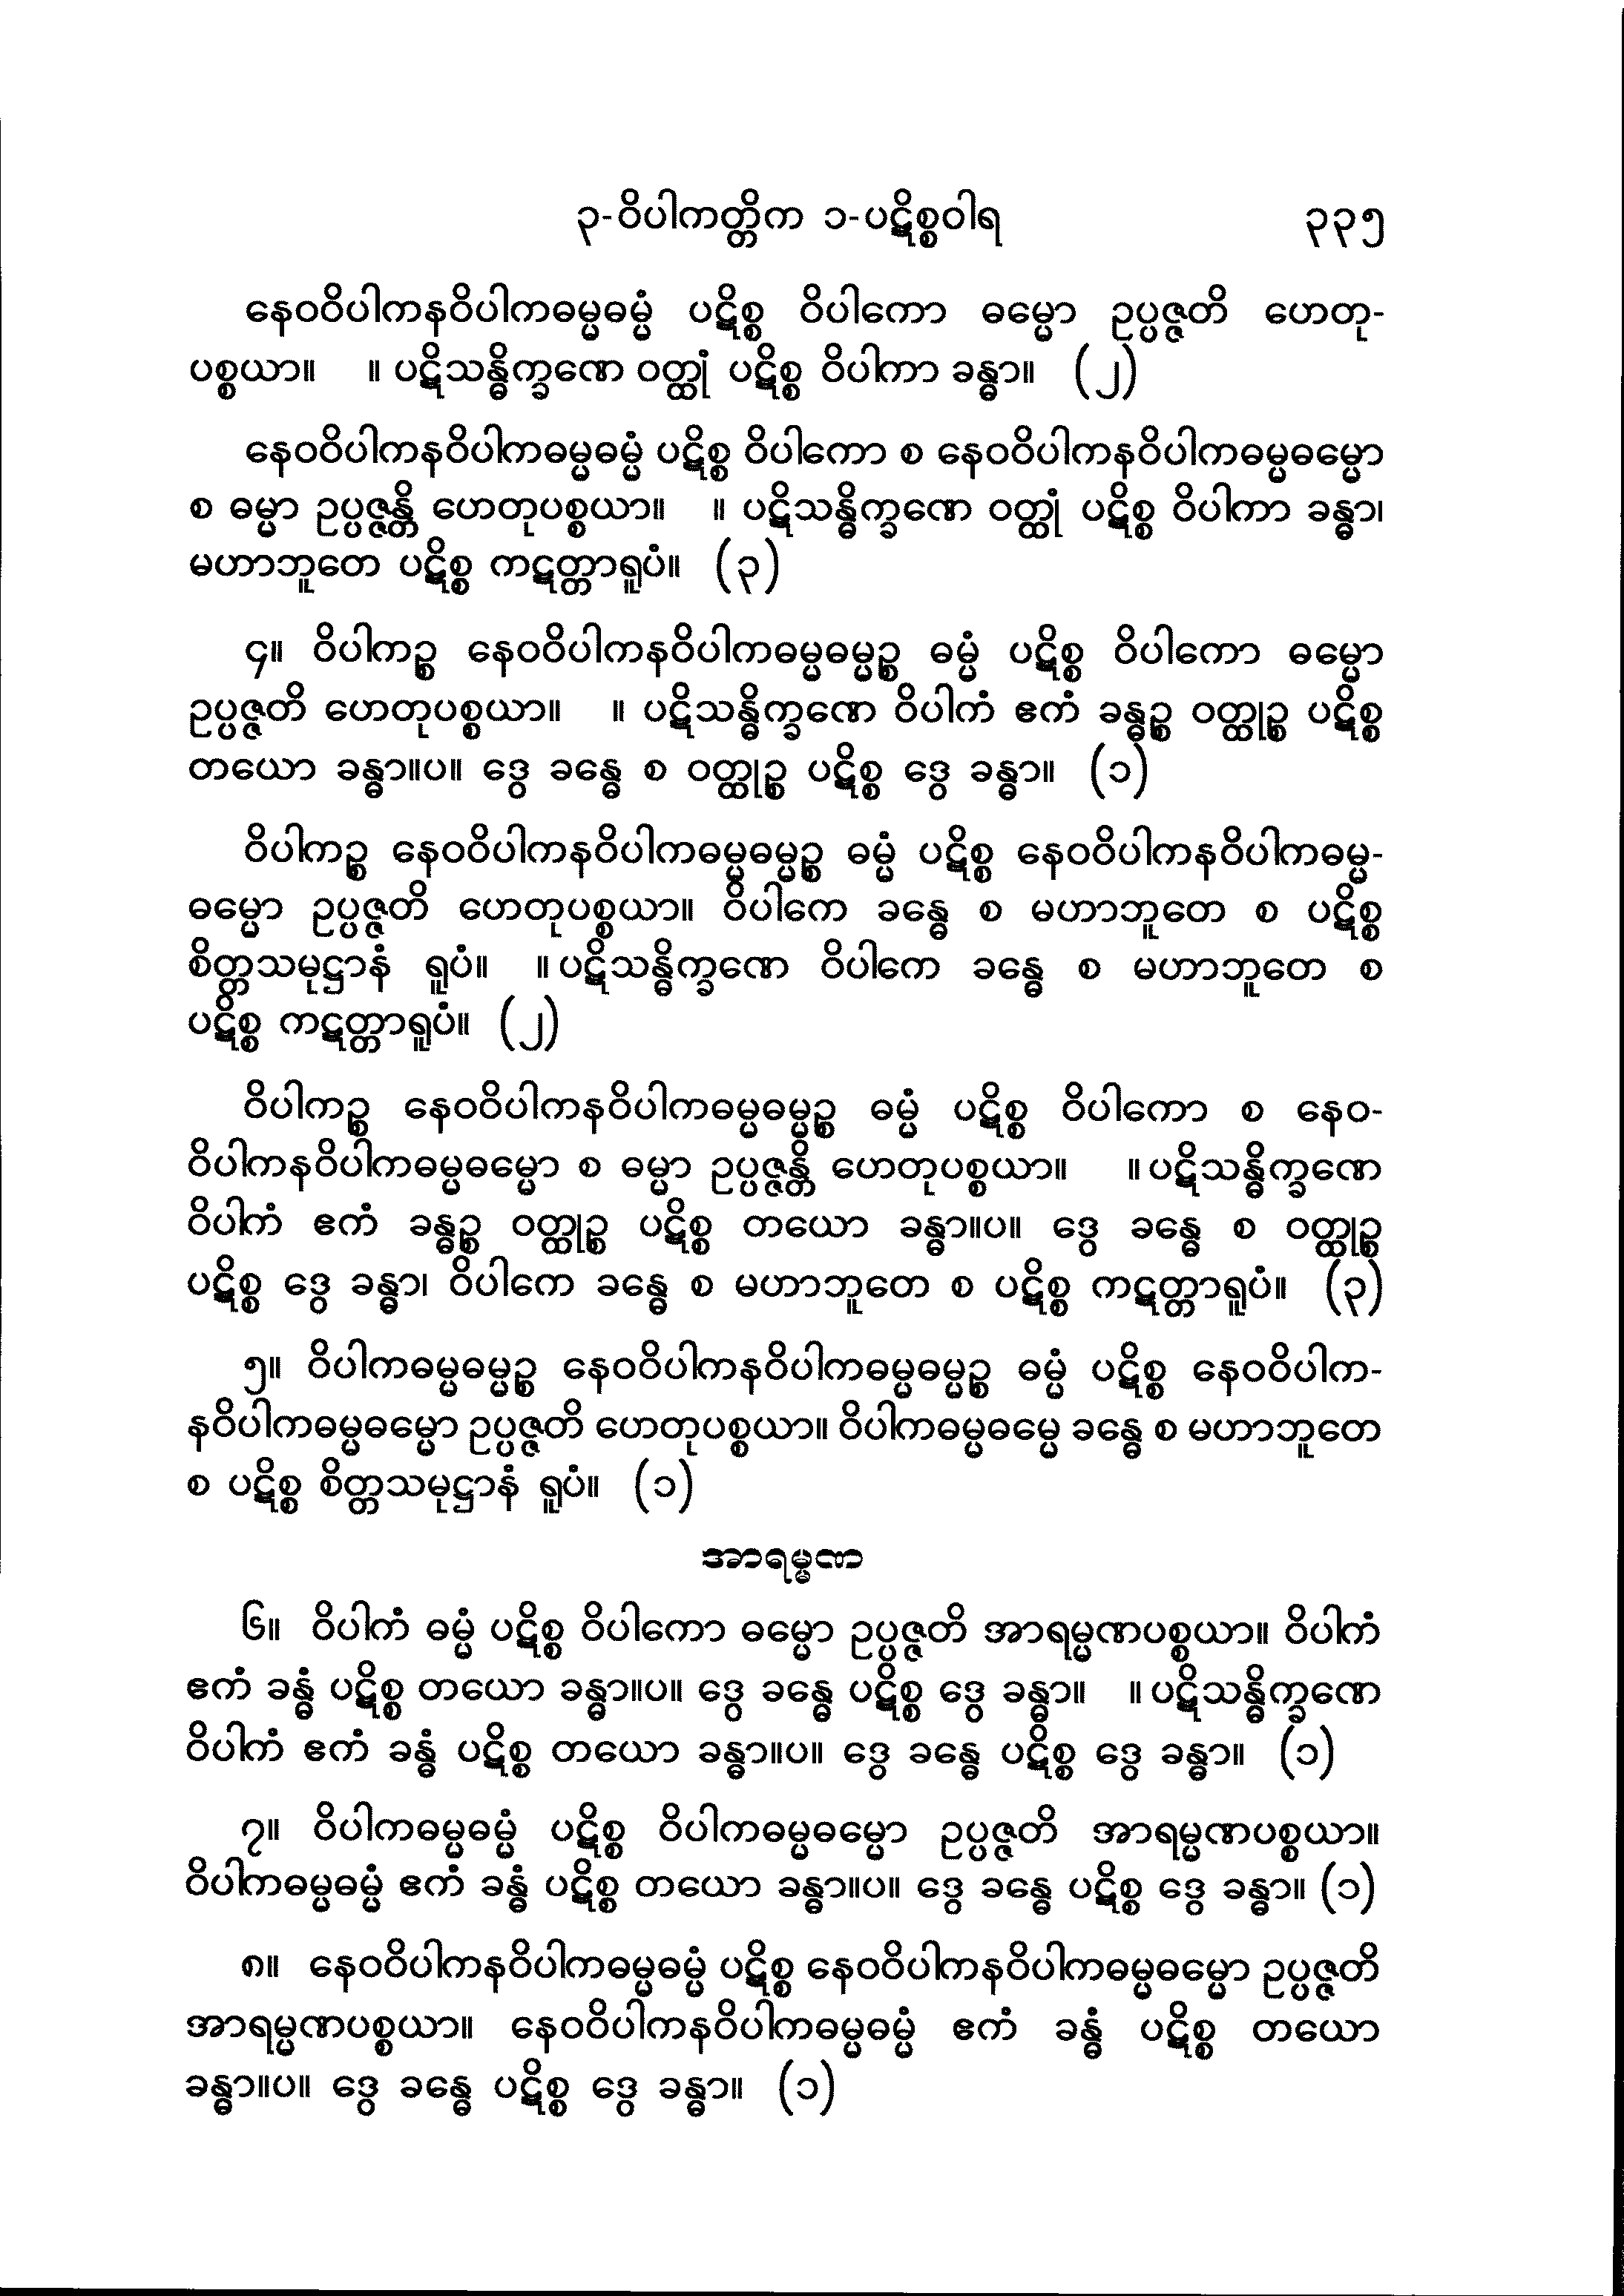 ၃-ဝိပါကတ္တိက ၁-ပဋိစ္စဝါရ ၃၃၅
နေဝဝိပါကနဝိပါကဓမ္မဓမ္မံ ပဋိစ္စ ဝိပါကော ဓမ္မော ဥပ္ပဇ္ဇတိ ဟေတု-
ပစ္စယာ။ ။ ပဋိသန္ဓိက္ခဏေ ဝတ္ထုံ ပဋိစ္စ ဝိပါကာ ခန္ဓာ။ (၂)
နေဝဝိပါကနဝိပါကဓမ္မဓမ္မံ ပဋိစ္စ ဝိပါကော စ နေဝဝိပါကနဝိပါကဓမ္မဓမ္မော
စ ဓမ္မာ ဥပ္ပဇ္ဇန္တိ ဟေတုပစ္စယာ။ ။ ပဋိသန္ဓိက္ခဏေ ဝတ္ထုံ ပဋိစ္စ ဝိပါကာ ခန္ဓာ၊
မဟာဘူတေ ပဋိစ္စ ကဋတ္တာရူပံ။ (၃)
၄။ ဝိပါကဉ္စ နေဝဝိပါကနဝိပါကဓမ္မဓမ္မဉ္စ ဓမ္မံ ပဋိစ္စ ဝိပါကော ဓမ္မော
ဥပ္ပဇ္ဇတိ ဟေတုပစ္စယာ။ ။ ပဋိသန္ဓိက္ခဏေ ဝိပါကံ ဧကံ ခန္ဓဉ္စ ဝတ္ထုဉ္စ ပဋိစ္စ
တယော ခန္ဓာ။ပ။ ဒွေ ခန္ဓေ စ ဝတ္ထုဉ္စ ပဋိစ္စ ဒွေ ခန္ဓာ။ (၁)
ဝိပါကဉ္စ နေဝဝိပါကနဝိပါကဓမ္မဓမ္မဉ္စ ဓမ္မံ ပဋိစ္စ နေဝဝိပါကနဝိပါကဓမ္မ-
ဓမ္မော ဥပ္ပဇ္ဇတိ ဟေတုပစ္စယာ။ ဝိပါကေ ခန္ဓေ စ မဟာဘူတေ စ ပဋိစ္စ
စိတ္တသမုဋ္ဌာနံ ရူပံ။ ။ ပဋိသန္ဓိက္ခဏေ ဝိပါကေ ခန္ဓေ စ မဟာဘူတေ စ
ပဋိစ္စ ကဋတ္တာရူပံ။ (၂)
ဝိပါကဉ္စ နေဝဝိပါကနဝိပါကဓမ္မဓမ္မဉ္စ ဓမ္မံ ပဋိစ္စ ဝိပါကော စ နေဝ-
ဝိပါကနဝိပါကဓမ္မဓမ္မော စ ဓမ္မာ ဥပ္ပဇ္ဇန္တိ ဟေတုပစ္စယာ။ ။ ပဋိသန္ဓိက္ခဏေ
ဝိပါကံ ဧကံ ခန္ဓဉ္စ ဝတ္ထုဉ္စ ပဋိစ္စ တယော ခန္ဓာ။ပ။ ဒွေ ခန္ဓေ စ ဝတ္ထုဉ္စ
ပဋိစ္စ ဒွေ ခန္ဓာ၊ ဝိပါကေ ခန္ဓေ စ မဟာဘူတေ စ ပဋိစ္စ ကဋတ္တာရူပံ။ (၃)
၅။ ဝိပါကဓမ္မဓမ္မဉ္စ နေဝဝိပါကနဝိပါကဓမ္မဓမ္မဉ္စ ဓမ္မံ ပဋိစ္စ နေဝဝိပါက-
နဝိပါကဓမ္မဓမ္မော ဥပ္ပဇ္ဇတိ ဟေတုပစ္စယာ။ ဝိပါကဓမ္မဓမ္မေ ခန္ဓေ စ မဟာဘူတေ
စ ပဋိစ္စ စိတ္တသမုဋ္ဌာနံ ရူပံ။ (၁)
အာရမ္မဏ
၆။ ဝိပါကံ ဓမ္မံ ပဋိစ္စ ဝိပါကော ဓမ္မော ဥပ္ပဇ္ဇတိ အာရမ္မဏပစ္စယာ။ ဝိပါကံ
ဧကံ ခန္ဓံ ပဋိစ္စ တယော ခန္ဓာ။ပ။ ဒွေ ခန္ဓေ ပဋိစ္စ ဒွေ ခန္ဓာ။ ။ ပဋိသန္ဓိက္ခဏေ
ဝိပါကံ ဧကံ ခန္ဓံ ပဋိစ္စ တယော ခန္ဓာ။ပ။ ဒွေ ခန္ဓေ ပဋိစ္စ ဒွေ ခန္ဓာ။ (၁)
၇။ ဝိပါကဓမ္မဓမ္မံ ပဋိစ္စ ဝိပါကဓမ္မဓမ္မော ဥပ္ပဇ္ဇတိ အာရမ္မဏပစ္စယာ။
ဝိပါကဓမ္မဓမ္မံ ဧကံ ခန္ဓံ ပဋိစ္စ တယော ခန္ဓာ။ပ။ ဒွေ ခန္ဓေ ပဋိစ္စ ဒွေ ခန္ဓာ။ (၁)
၈။ နေဝဝိပါကနဝိပါကဓမ္မဓမ္မံ ပဋိစ္စ နေဝဝိပါကနဝိပါကဓမ္မဓမ္မော ဥပ္ပဇ္ဇတိ
အာရမ္မဏပစ္စယာ။ နေဝဝိပါကနဝိပါကဓမ္မဓမ္မံ ဧကံ ခန္ဓံ ပဋိစ္စ တယော
ခန္ဓာ။ပ။ ဒွေ ခန္ဓေ ပဋိစ္စ ဒွေ ခန္ဓာ။ (၁)